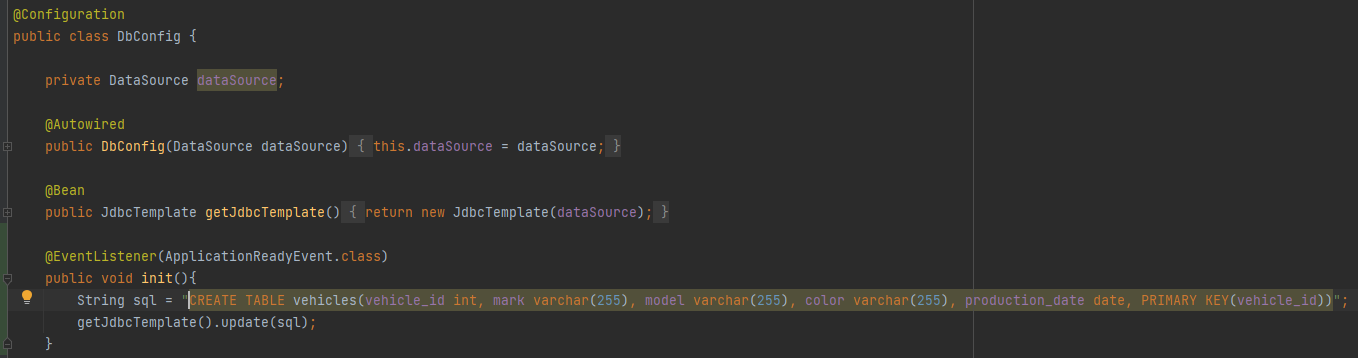 @Configuration
public class DbConfig {
private DataSource dataSource;
@Autowired
public DbConfig(DataSource dataSource) { this.dataSource = dataSource; }
@Bean
public JdbcTemplate getJdbcTemplate() { return new JdbcTemplate(dataSource); }
@EventListener(ApplicationReadyEvent.class)
public void init(){
String sql = "CREATE TABLE vehicles(vehicle_id int, mark varchar(255), model varchar(255), color varchar(255), production_date date, PRIMARY KEY(vehicle_id))";
getJdbcTemplate().update(sql);
}